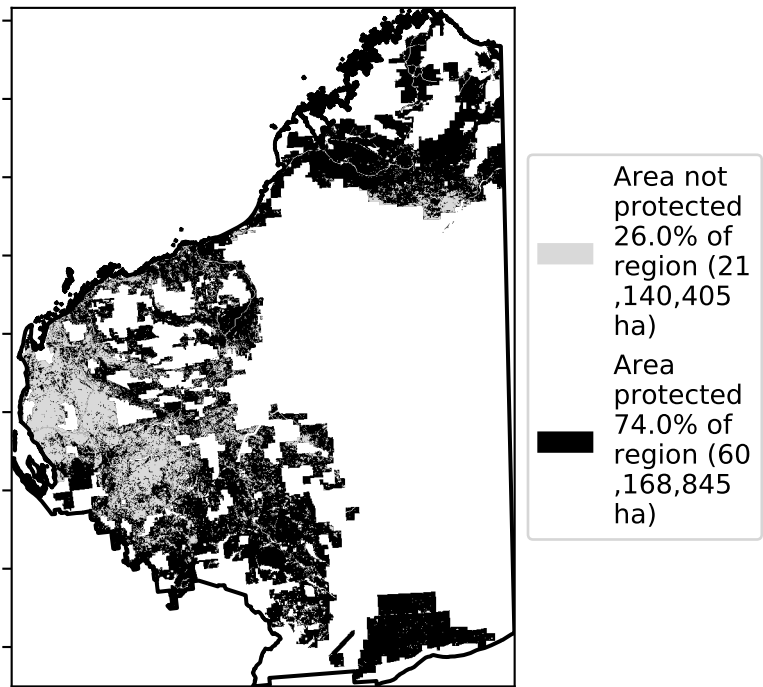 Area not
protected
26.0% of
region (21
,140,405
ha)
Area
protected
74.0% of
region (60
,168,845
ha)